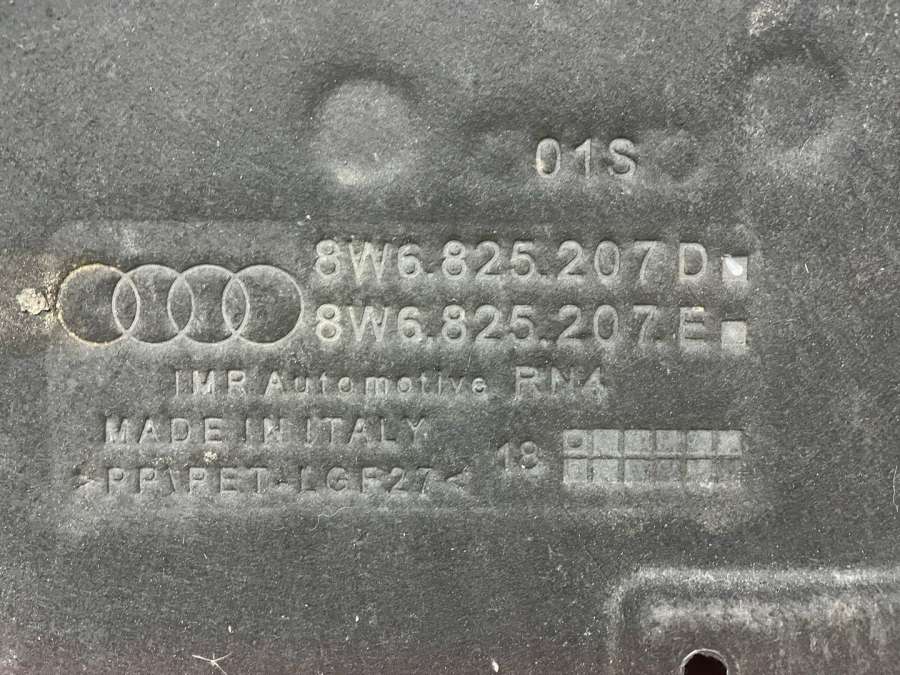 01S
8W6.825.207 D
8W6.825.207.E
IMR Automotive RN4
MADE IN ITALY
18
>PP\PET-LGF27<